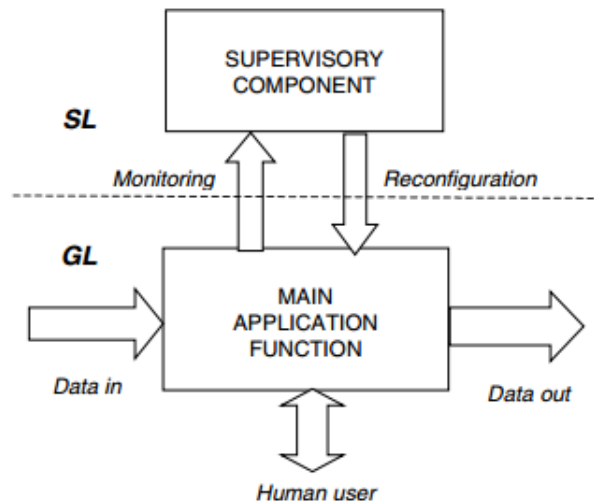 SUPERVISORY
COMPONENT
SL
Monitoring
Reconfiguration
GL
MAIN
APPLICATION
FUNCTION
Data in
Data out
Human user